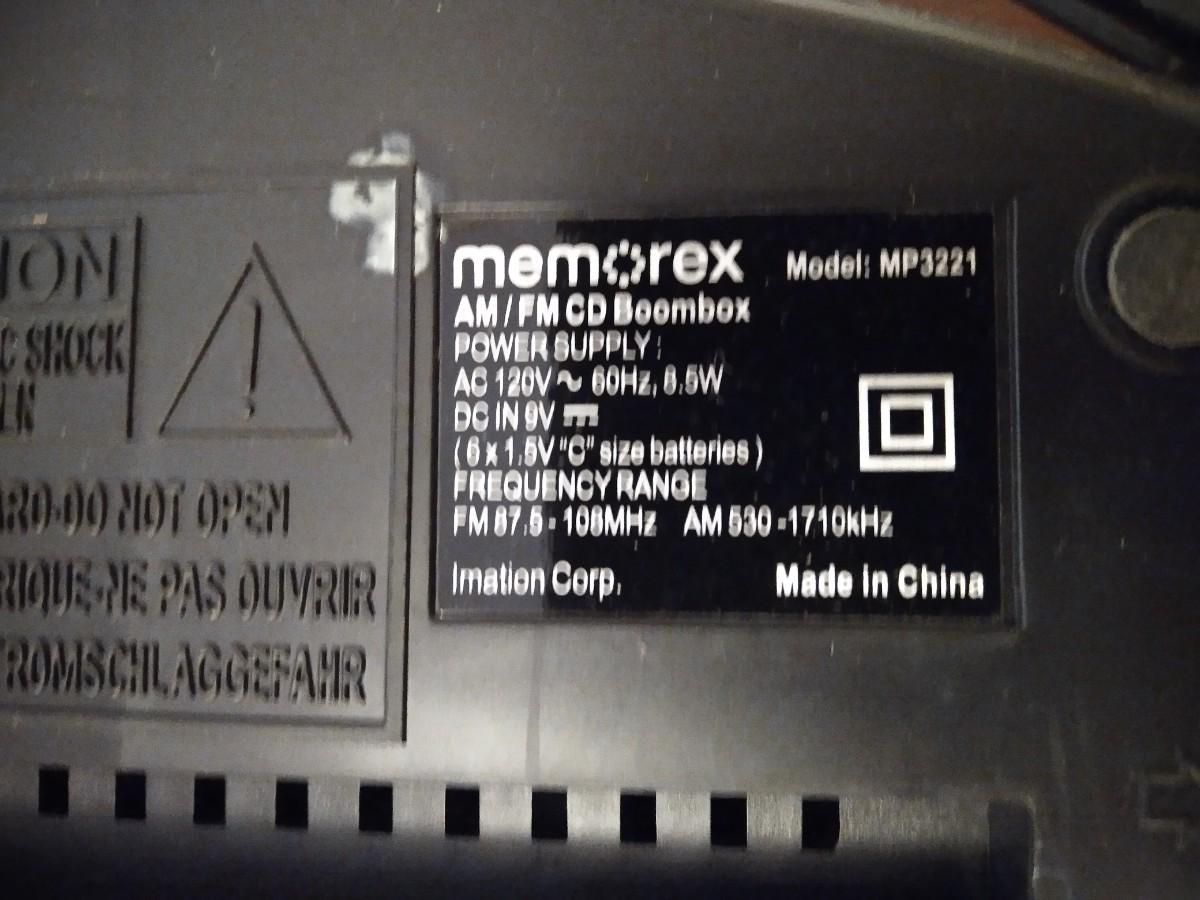 ION
C SHOCK
ARD-DO NOT OPEN
RIQUE-NE PAS OUVRIR
TROMSCHLAGGEFAHR
!
memorex Model: MP3221
AM / FM CD Boombox
POWER SUPPLY :
AC 120V ~ 60Hz, 8.5W
DC IN 9V ⎓
( 6 x 1.5V "C" size batteries )
FREQUENCY RANGE
FM 87.5 - 108MHz AM 530 -1710kHz
Imation Corp. Made in China